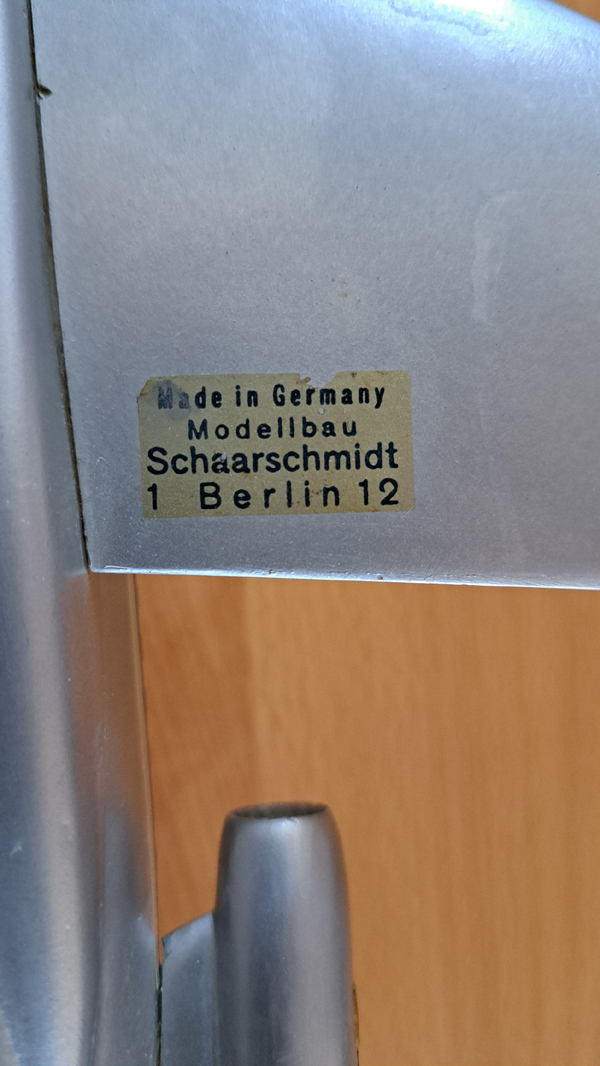 Made in Germany
Modellbau
Schaarschmidt
1 Berlin 12